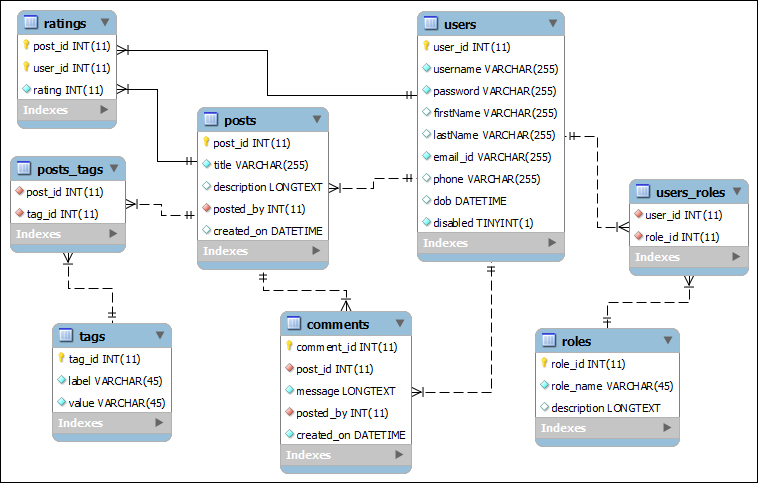 ratings
post_id INT(11)
user_id INT(11)
rating INT(11)
Indexes
users
user_id INT(11)
username VARCHAR(255)
password VARCHAR(255)
firstName VARCHAR(255)
lastName VARCHAR(255)
email_id VARCHAR(255)
phone VARCHAR(255)
dob DATETIME
disabled TINYINT(1)
Indexes
posts
post_id INT(11)
title VARCHAR(255)
description LONGTEXT
posted_by INT(11)
created_on DATETIME
Indexes
posts_tags
post_id INT(11)
tag_id INT(11)
Indexes
users_roles
user_id INT(11)
role_id INT(11)
Indexes
tags
tag_id INT(11)
label VARCHAR(45)
value VARCHAR(45)
Indexes
comments
comment_id INT(11)
post_id INT(11)
message LONGTEXT
posted_by INT(11)
created_on DATETIME
Indexes
roles
role_id INT(11)
role_name VARCHAR(45)
description LONGTEXT
Indexes